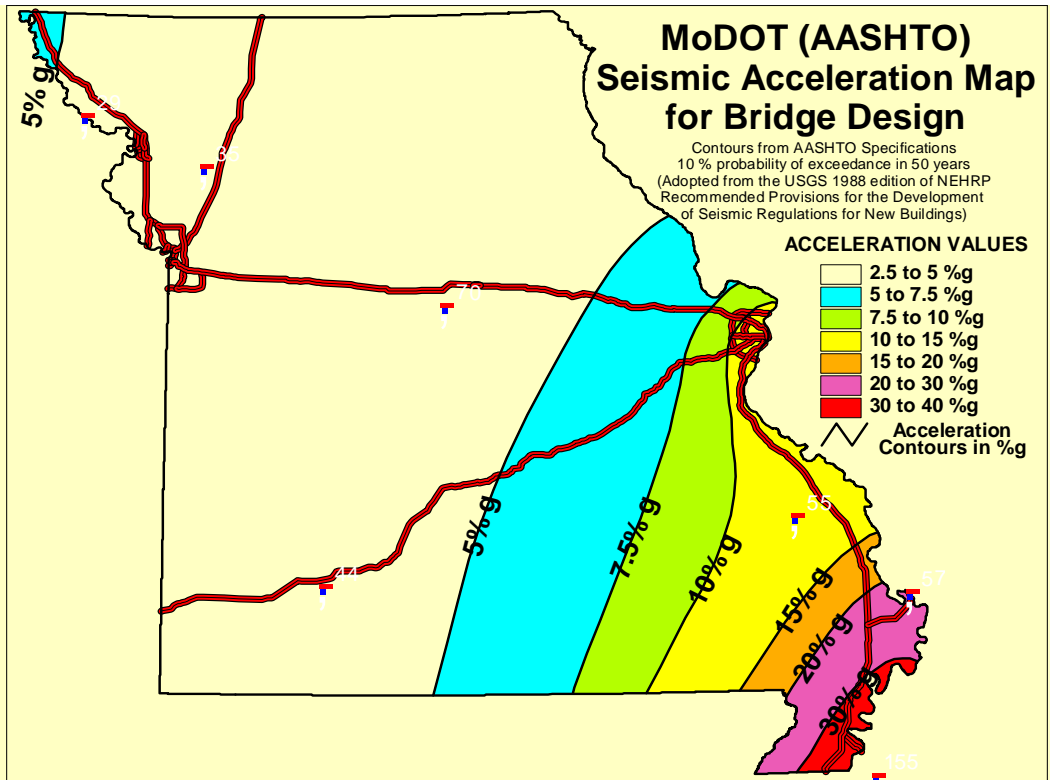 MoDOT (AASHTO)
Seismic Acceleration Map
for Bridge Design
Contours from AASHTO Specifications
10 % probability of exceedance in 50 years
(Adopted from the USGS 1988 edition of NEHRP
Recommended Provisions for the Development
of Seismic Regulations for New Buildings)
ACCELERATION VALUES
2.5 to 5 %g
5 to 7.5 %g
7.5 to 10 %g
10 to 15 %g
15 to 20 %g
20 to 30 %g
30 to 40 %g
Acceleration
Contours in %g
5% g
29
35
70
5% g
7.5% g
10% g
55
15% g
44
57
20% g
30% g
155